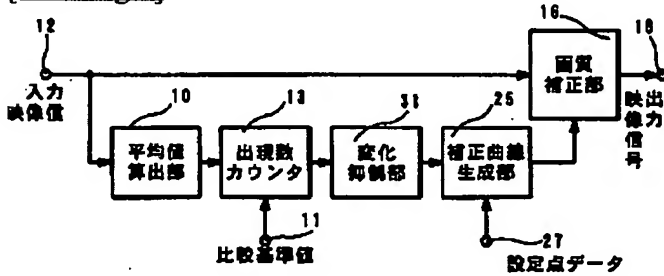 12
16
18
入力
映像信
画質
補正部
出力
映像信号
10
13
31
25
平均値
算出部
出現数
カウンタ
変化
抑制部
補正曲線
生成部
11
比較基準値
27
設定点データ